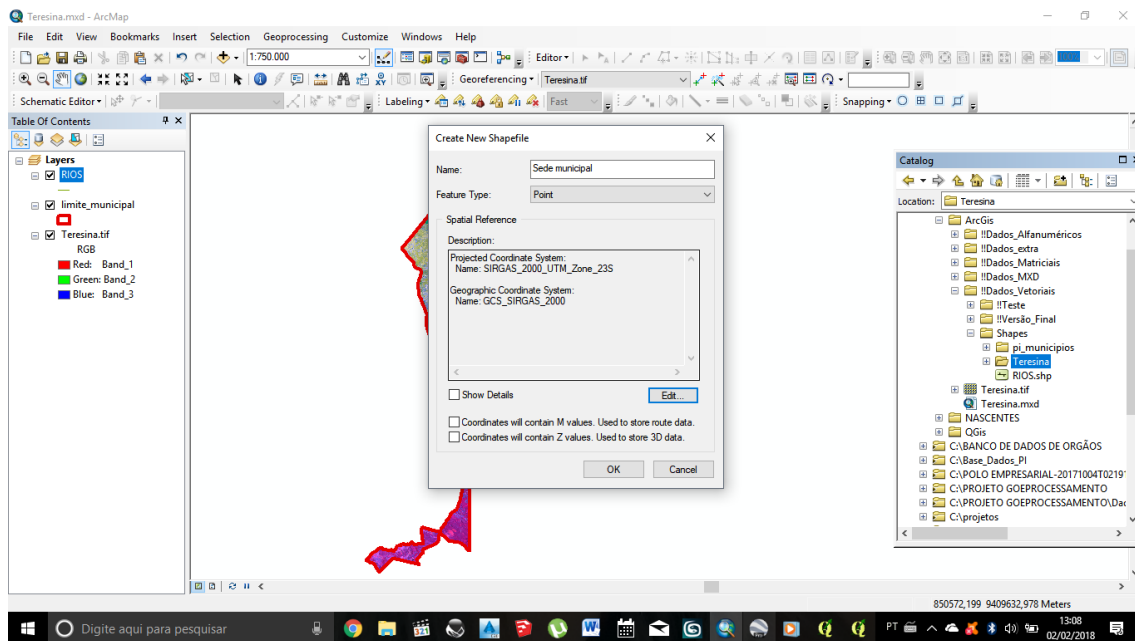 Teresina.mxd - ArcMap
File Edit View Bookmarks Insert Selection Geoprocessing Customize Windows Help
1:750.000
Editor
Georeferencing Teresina.tif
Schematic Editor
Labeling
Fast
Snapping
Table Of Contents
Layers
RIOS
limite_municipal
Teresina.tif
RGB
Red: Band_1
Green: Band_2
Blue: Band_3
Create New Shapefile
Name: Sede municipal
Feature Type: Point
Spatial Reference
Description:
Projected Coordinate System:
Name: SIRGAS_2000_UTM_Zone_23S
Geographic Coordinate System:
Name: GCS_SIRGAS_2000
Show Details
Edit...
Coordinates will contain M values. Used to store route data.
Coordinates will contain Z values. Used to store 3D data.
OK Cancel
Catalog
Location: Teresina
ArcGis
!!Dados_Alfanuméricos
!!Dados_extra
!!Dados_Matriciais
!!Dados_MXD
!!Dados_Vetoriais
!!Teste
!!Versão_Final
Shapes
pi_municipios
Teresina
RIOS.shp
Teresina.tif
Teresina.mxd
NASCENTES
QGis
C:\BANCO DE DADOS DE ORGÃOS
C:\Base_Dados_PI
C:\POLO EMPRESARIAL-20171004T0219
C:\PROJETO GOEPROCESSAMENTO
C:\PROJETO GOEPROCESSAMENTO\Dad
C:\projetos
850572,199 9409632,978 Meters
Digite aqui para pesquisar
PT
13:08
02/02/2018